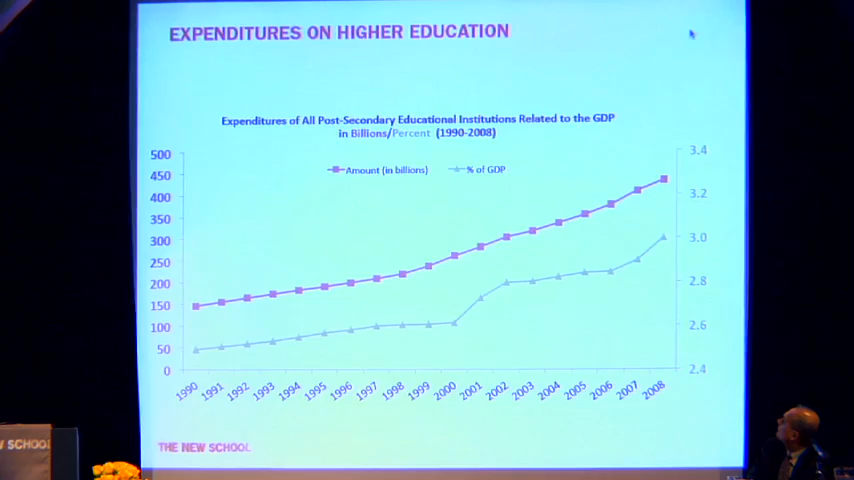 EXPENDITURES ON HIGHER EDUCATION
Expenditures of All Post-Secondary Educational Institutions Related to the GDP
in Billions/Percent (1990-2008)
Amount (in billions) % of GDP
500
450
400
350
300
250
200
150
100
50
0
3.4
3.2
3.0
2.8
2.6
2.4
1990 1991 1992 1993 1994 1995 1996 1997 1998 1999 2000 2001 2002 2003 2004 2005 2006 2007 2008
THE NEW SCHOOL
W SCHOOL